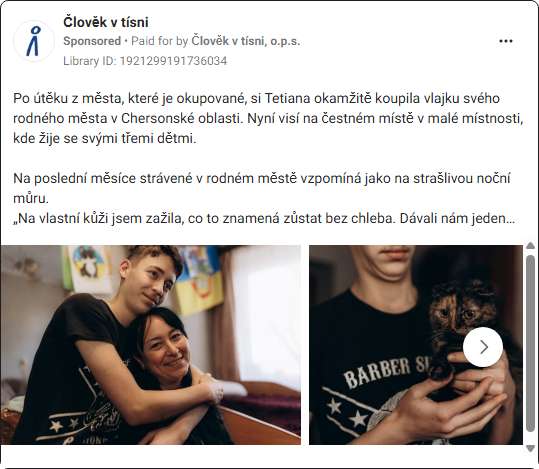 Člověk v tísni
Sponsored • Paid for by Člověk v tísni, o.p.s.
Library ID: 1921299191736034
Po útěku z města, které je okupované, si Tetiana okamžitě koupila vlajku svého
rodného města v Chersonské oblasti. Nyní visí na čestném místě v malé místnosti,
kde žije se svými třemi dětmi.
Na poslední měsíce strávené v rodném městě vzpomíná jako na strašlivou noční
můru.
„Na vlastní kůži jsem zažila, co to znamená zůstat bez chleba. Dávali nám jeden...
BARBER